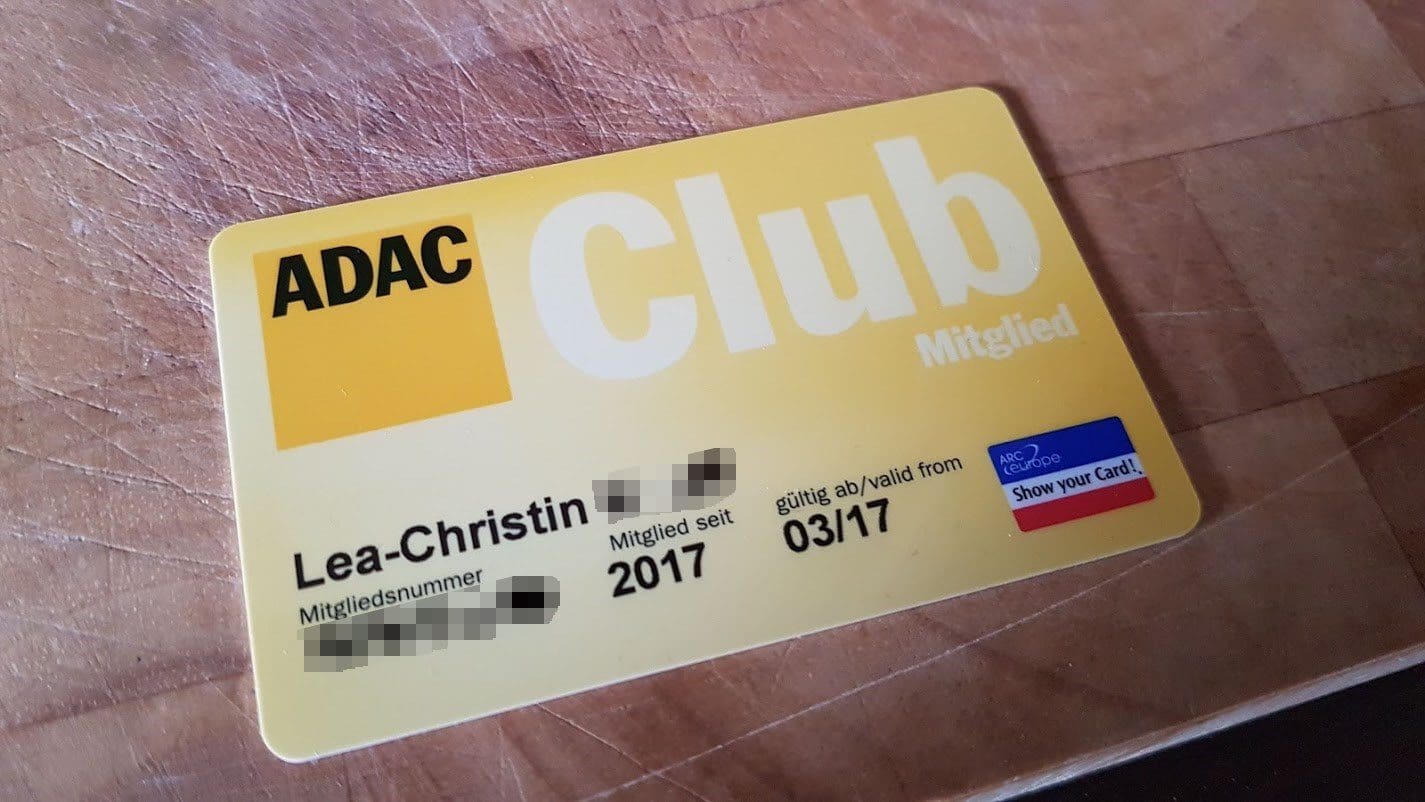 ADAC
Club
Mitglied
Lea-Christin
Mitgliedsnummer
Mitglied seit
2017
gültig ab/valid from
03/17
ARC
europe
Show your Card!